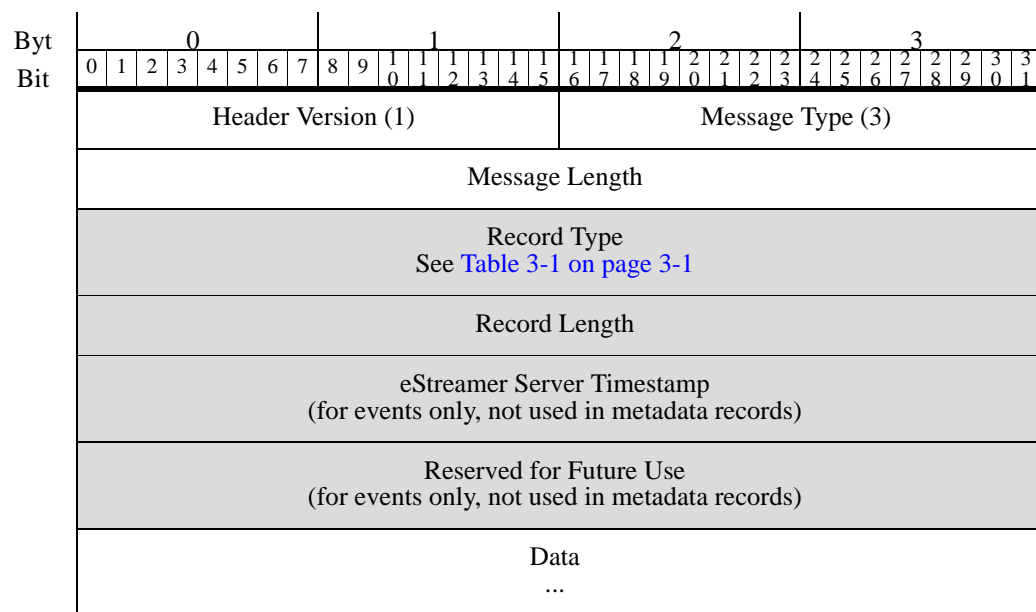 Byt 0 1 2 3
Bit 0 1 2 3 4 5 6 7 8 9 10 11 12 13 14 15 16 17 18 19 20 21 22 23 24 25 26 27 28 29 30 31
Header Version (1) Message Type (3)
Message Length
Record Type
See Table 3-1 on page 3-1
Record Length
eStreamer Server Timestamp
(for events only, not used in metadata records)
Reserved for Future Use
(for events only, not used in metadata records)
Data
...